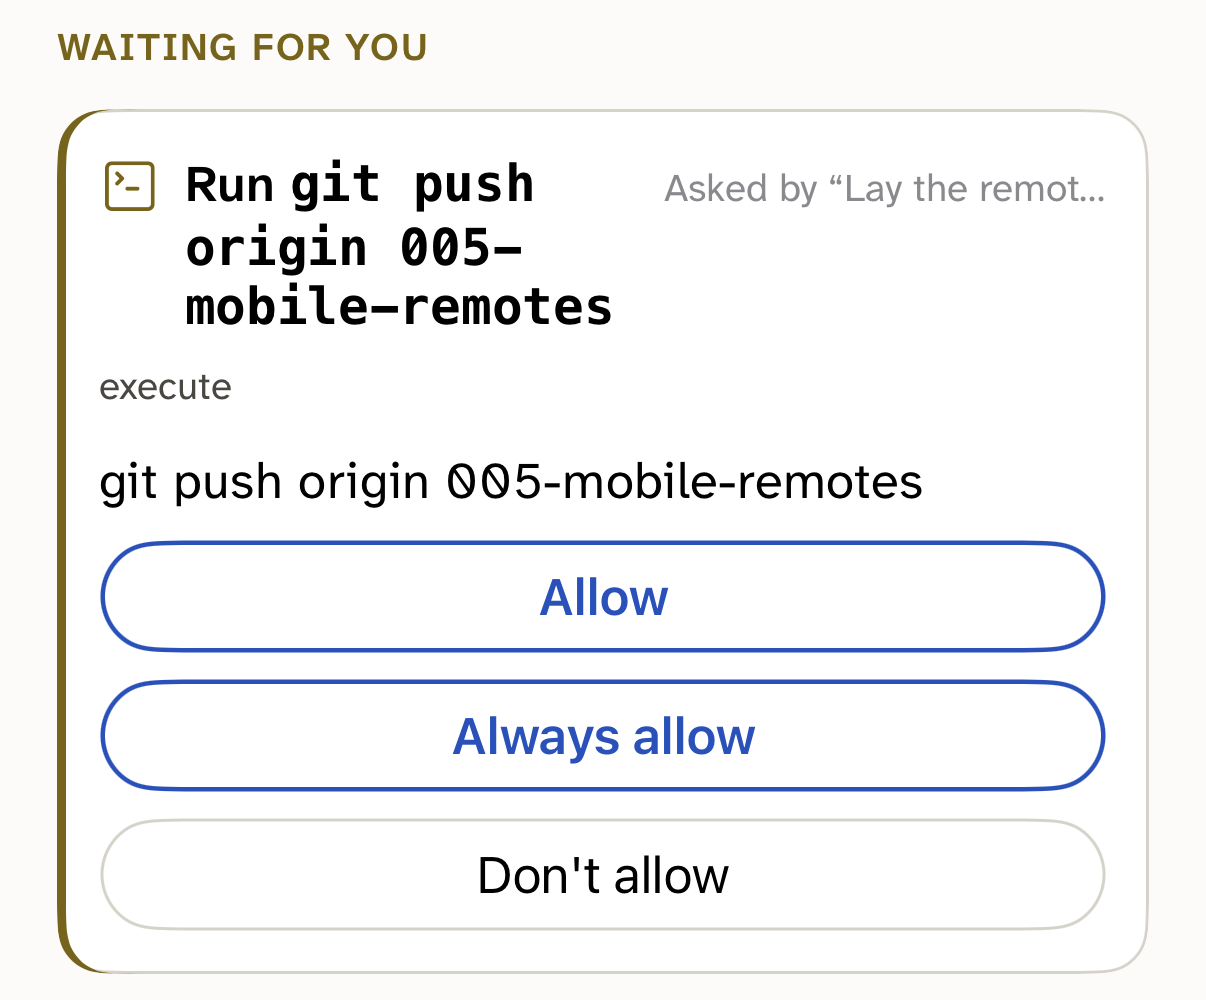 WAITING FOR YOU
Run git push
Asked by “Lay the remot...
origin 005-
mobile-remotes
execute
git push origin 005-mobile-remotes
Allow
Always allow
Don't allow